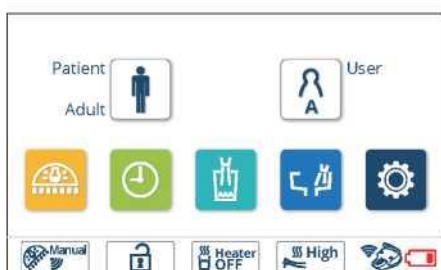 Patient
User
Adult
A
Manual
Heater
OFF
High